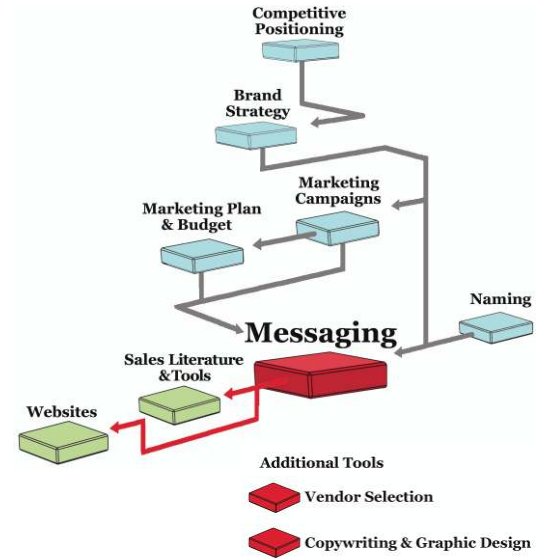 Competitive
Positioning
Brand
Strategy
Marketing
Campaigns
Marketing Plan
& Budget
Naming
Messaging
Sales Literature
&Tools
Websites
Additional Tools
Vendor Selection
Copywriting & Graphic Design